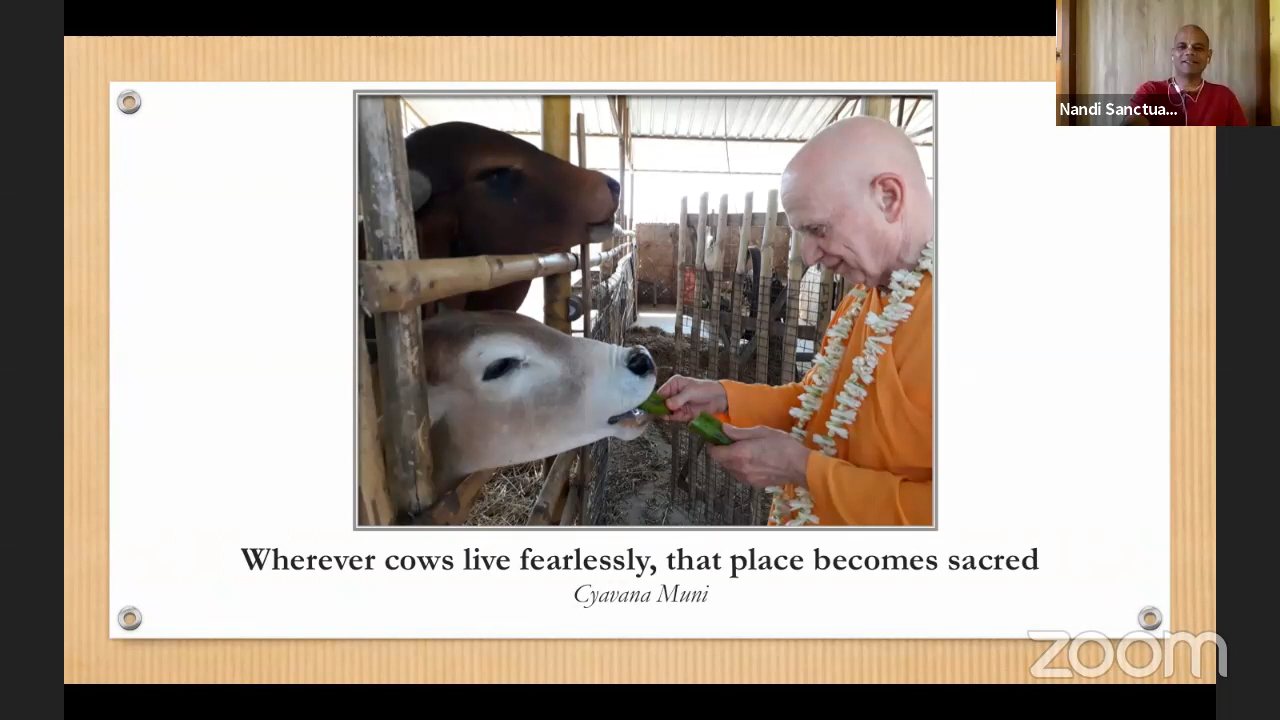 Nandi Sanctua...
Wherever cows live fearlessly, that place becomes sacred
Cyavana Muni
zoom